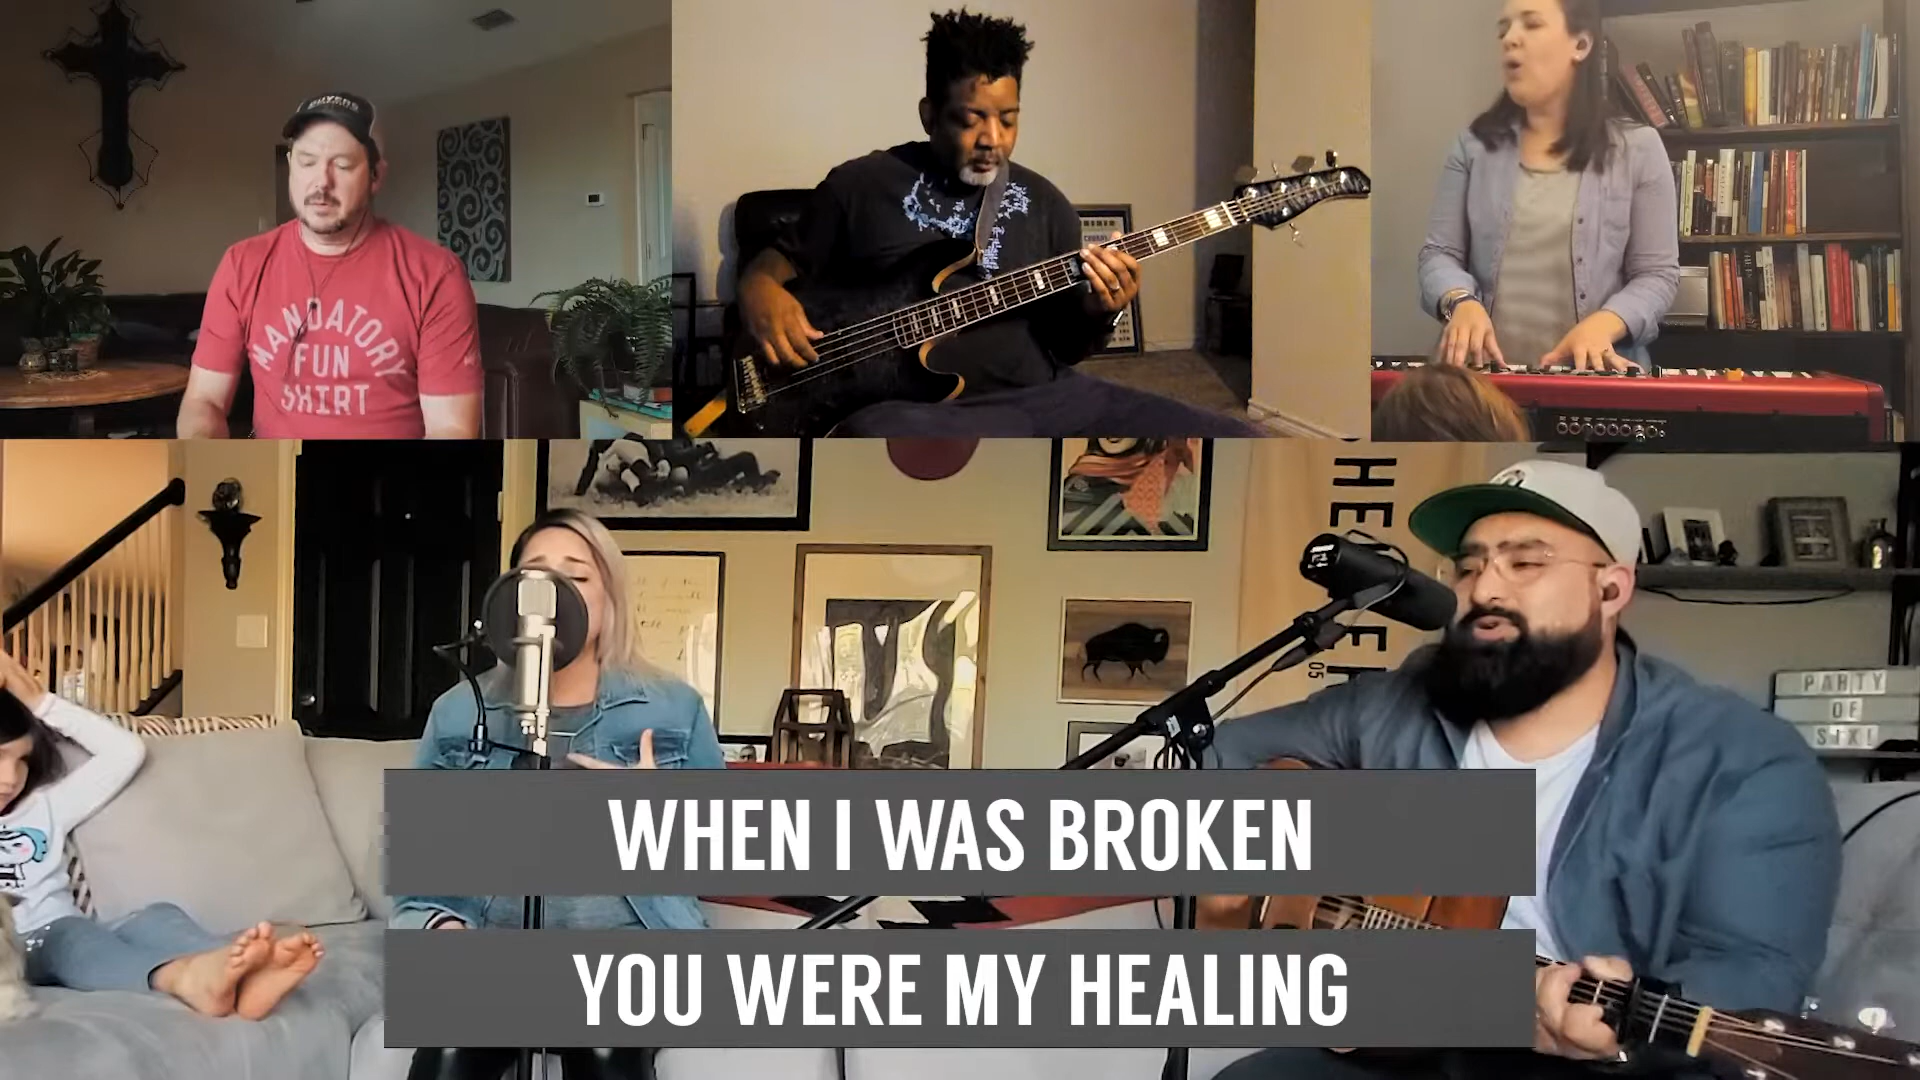 MANDATORY
FUN
SHIRT
PARTY
OF
SIX!
WHEN I WAS BROKEN
YOU WERE MY HEALING